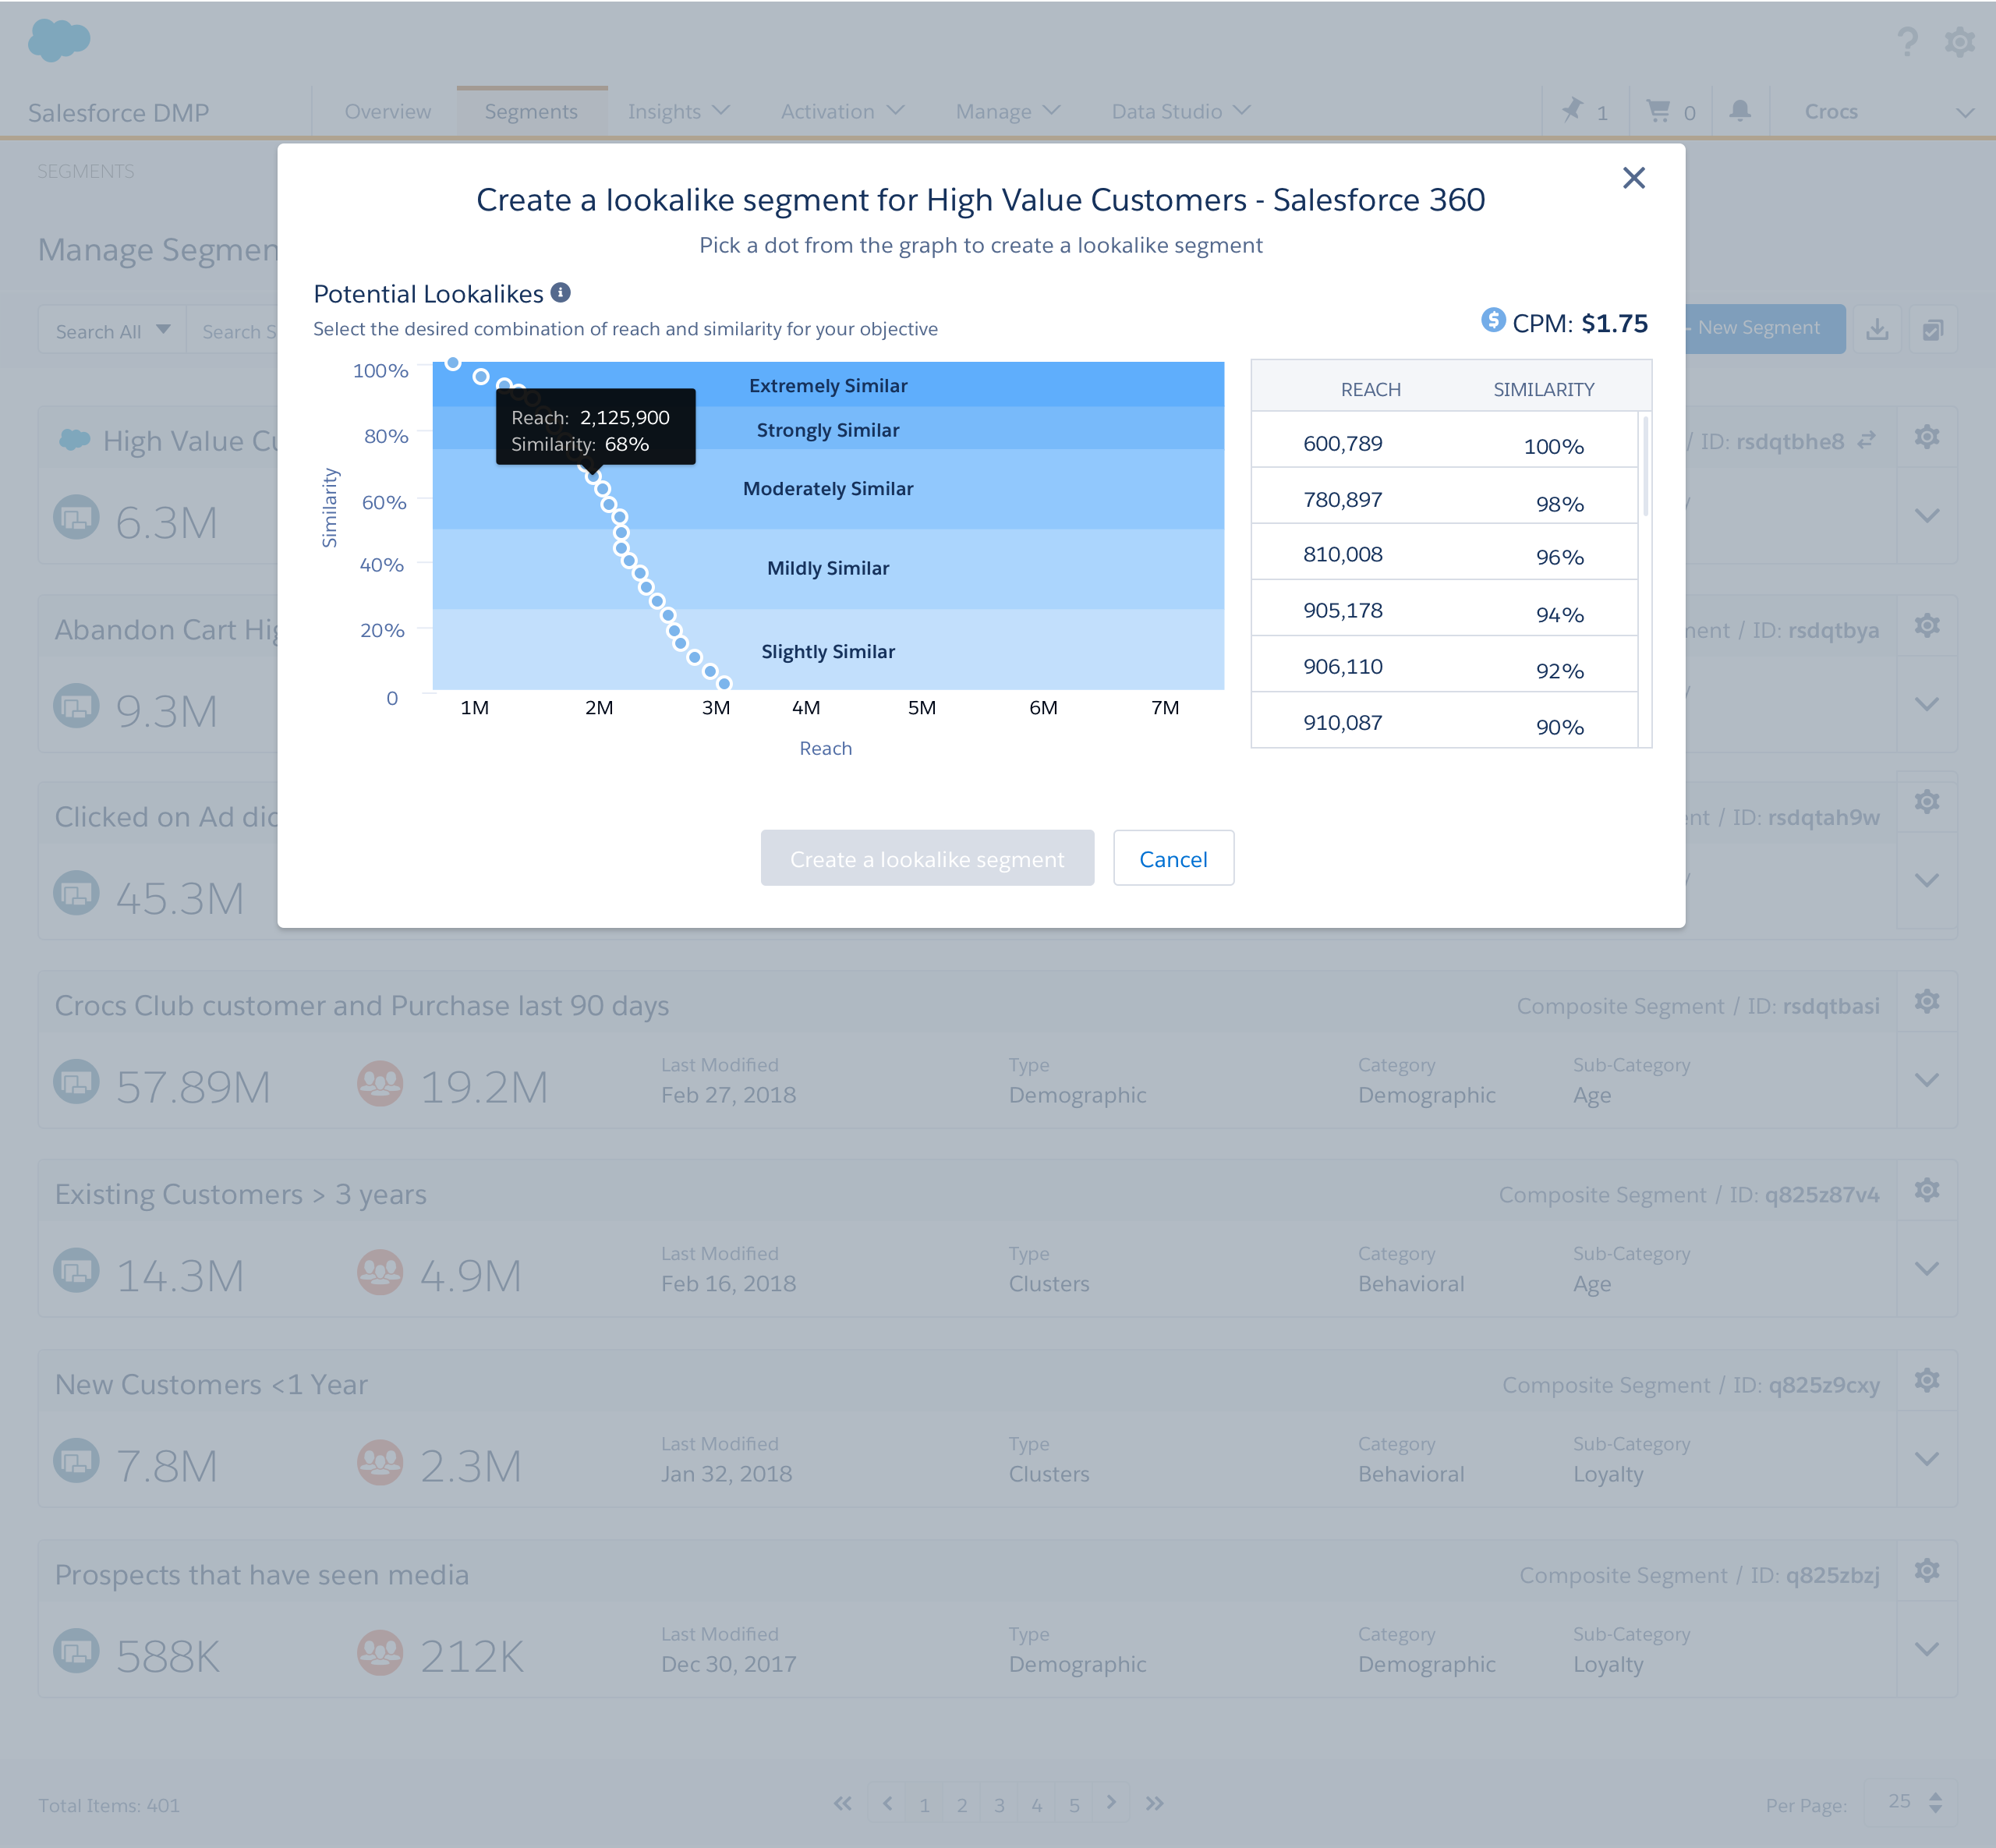 Salesforce DMP
Overview
Segments
Insights
Activation
Manage
Data Studio
1
0
Crocs
SEGMENTS
Manage Segmen
Search All
Search S
New Segment
Create a lookalike segment for High Value Customers - Salesforce 360
Pick a dot from the graph to create a lookalike segment
Potential Lookalikes
Select the desired combination of reach and similarity for your objective
CPM: $1.75
Similarity
100%
80%
60%
40%
20%
0
Reach: 2,125,900
Similarity: 68%
Extremely Similar
Strongly Similar
Moderately Similar
Mildly Similar
Slightly Similar
1M 2M 3M 4M 5M 6M 7M
Reach
REACH SIMILARITY
600,789 100%
780,897 98%
810,008 96%
905,178 94%
906,110 92%
910,087 90%
Create a lookalike segment
Cancel
High Value Cu
/ ID: rsdqtbhe8
6.3M
Abandon Cart Hig
ment / ID: rsdqtbya
9.3M
Clicked on Ad dic
ent / ID: rsdqtah9w
45.3M
Crocs Club customer and Purchase last 90 days
Composite Segment / ID: rsdqtbasi
57.89M 19.2M
Last Modified Type Category Sub-Category
Feb 27, 2018 Demographic Demographic Age
Existing Customers > 3 years
Composite Segment / ID: q825z87v4
14.3M 4.9M
Last Modified Type Category Sub-Category
Feb 16, 2018 Clusters Behavioral Age
New Customers <1 Year
Composite Segment / ID: q825z9cxy
7.8M 2.3M
Last Modified Type Category Sub-Category
Jan 32, 2018 Clusters Behavioral Loyalty
Prospects that have seen media
Composite Segment / ID: q825zbzj
588K 212K
Last Modified Type Category Sub-Category
Dec 30, 2017 Demographic Demographic Loyalty
Total Items: 401
1 2 3 4 5
Per Page: 25